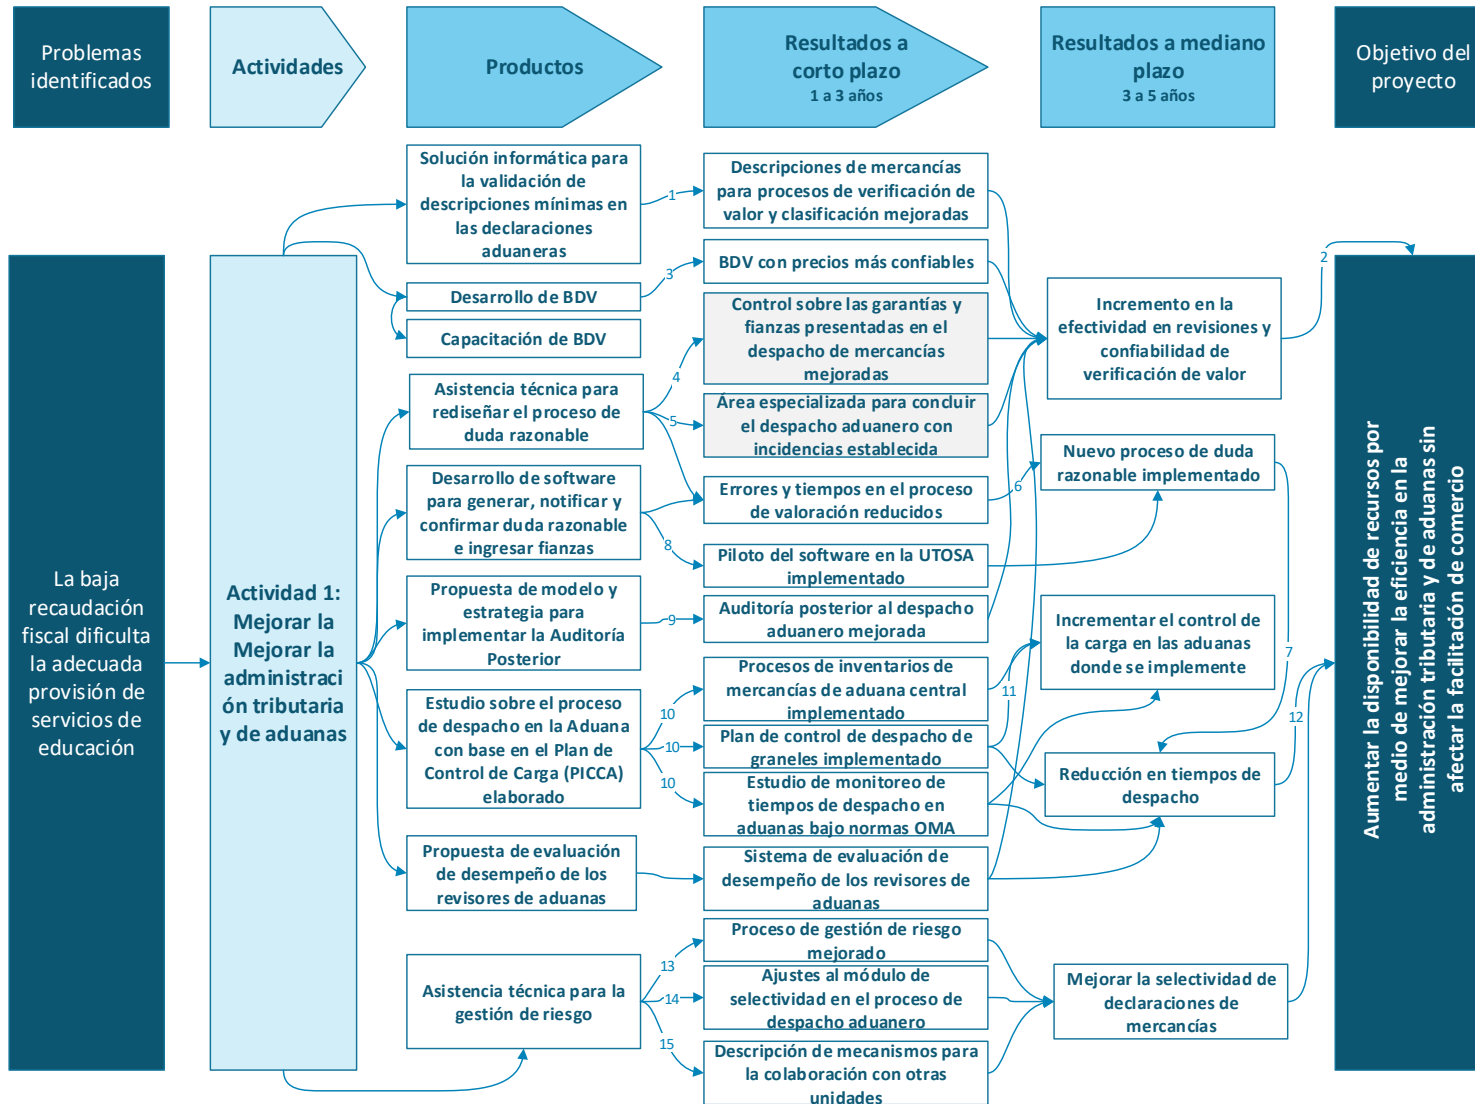 Problemas
identificados
Actividades
Productos
Resultados a
corto plazo
1 a 3 años
Resultados a mediano
plazo
3 a 5 años
Objetivo del
proyecto
La baja
recaudación
fiscal dificulta
la adecuada
provisión de
servicios de
educación
Actividad 1:
Mejorar la
Mejorar la
administraci
ón tributaria
y de aduanas
Solución informática para
la validación de
descripciones mínimas en
las declaraciones
aduaneras
Desarrollo de BDV
Capacitación de BDV
Asistencia técnica para
rediseñar el proceso de
duda razonable
Desarrollo de software
para generar, notificar y
confirmar duda razonable
e ingresar fianzas
Propuesta de modelo y
estrategia para
implementar la Auditoría
Posterior
Estudio sobre el proceso
de despacho en la Aduana
con base en el Plan de
Control de Carga (PICCA)
elaborado
Propuesta de evaluación
de desempeño de los
revisores de aduanas
Asistencia técnica para la
gestión de riesgo
1
3
4
5
8
9
10
10
10
13
14
15
Descripciones de mercancías
para procesos de verificación de
valor y clasificación mejoradas
BDV con precios más confiables
Control sobre las garantías y
fianzas presentadas en el
despacho de mercancías
mejoradas
Área especializada para concluir
el despacho aduanero con
incidencias establecida
Errores y tiempos en el proceso
de valoración reducidos
Piloto del software en la UTOSA
implementado
Auditoría posterior al despacho
aduanero mejorada
Procesos de inventarios de
mercancías de aduana central
implementado
Plan de control de despacho de
graneles implementado
Estudio de monitoreo de
tiempos de despacho en
aduanas bajo normas OMA
Sistema de evaluación de
desempeño de los revisores de
aduanas
Proceso de gestión de riesgo
mejorado
Ajustes al módulo de
selectividad en el proceso de
despacho aduanero
Descripción de mecanismos para
la colaboración con otras
unidades
6
11
Incremento en la
efectividad en revisiones y
confiabilidad de
verificación de valor
Nuevo proceso de duda
razonable implementado
Incrementar el control de
la carga en las aduanas
donde se implemente
Reducción en tiempos de
despacho
Mejorar la selectividad de
declaraciones de
mercancías
2
7
12
Aumentar la disponibilidad de recursos por
medio de mejorar la eficiencia en la
administración tributaria y de aduanas sin
afectar la facilitación de comercio